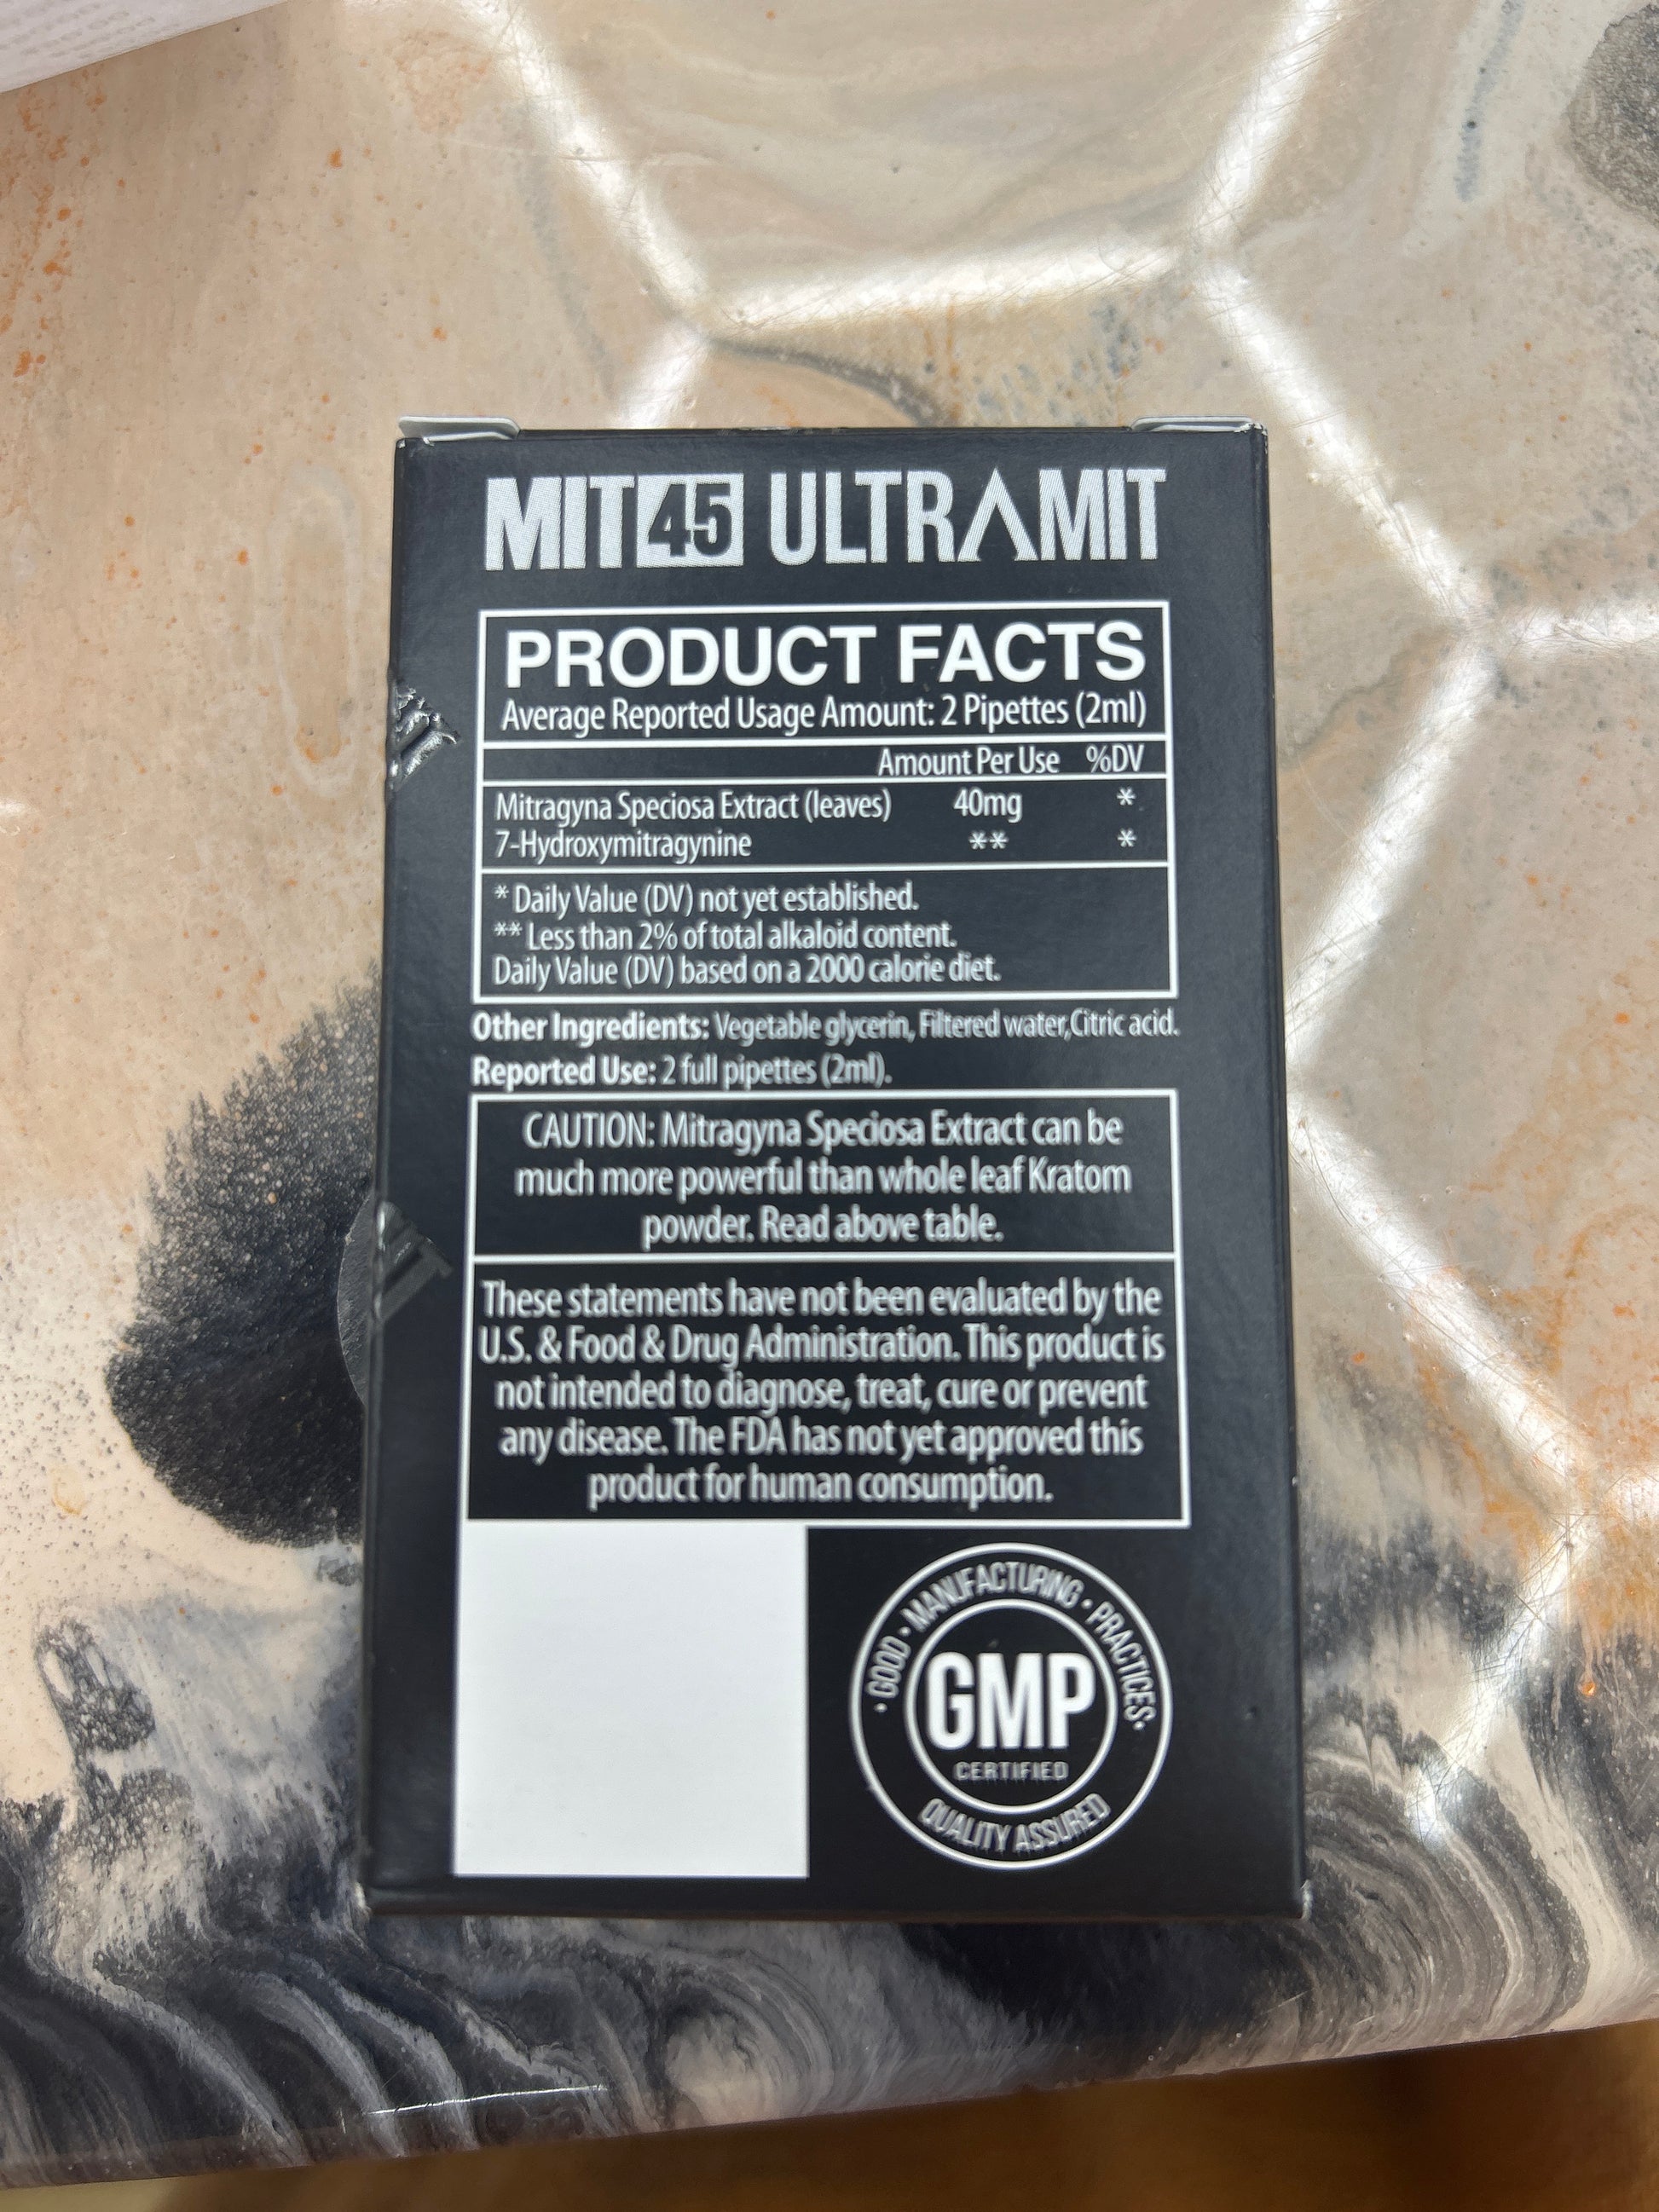 MIT45 ULTRAMIT
PRODUCT FACTS
Average Reported Usage Amount: 2 Pipettes (2ml)
Amount Per Use %DV
Mitragyna Speciosa Extract (leaves) 40mg *
7-Hydroxymitragynine ** *
* Daily Value (DV) not yet established.
** Less than 2% of total alkaloid content.
Daily Value (DV) based on a 2000 calorie diet.
Other Ingredients: Vegetable glycerin, Filtered water,Citric acid.
Reported Use: 2 full pipettes (2ml).
CAUTION: Mitragyna Speciosa Extract can be
much more powerful than whole leaf Kratom
powder. Read above table.
These statements have not been evaluated by the
U.S. & Food & Drug Administration. This product is
not intended to diagnose, treat, cure or prevent
any disease. The FDA has not yet approved this
product for human consumption.
• GOOD • MANUFACTURING • PRACTICES•
GMP
CERTIFIED
QUALITY ASSURED